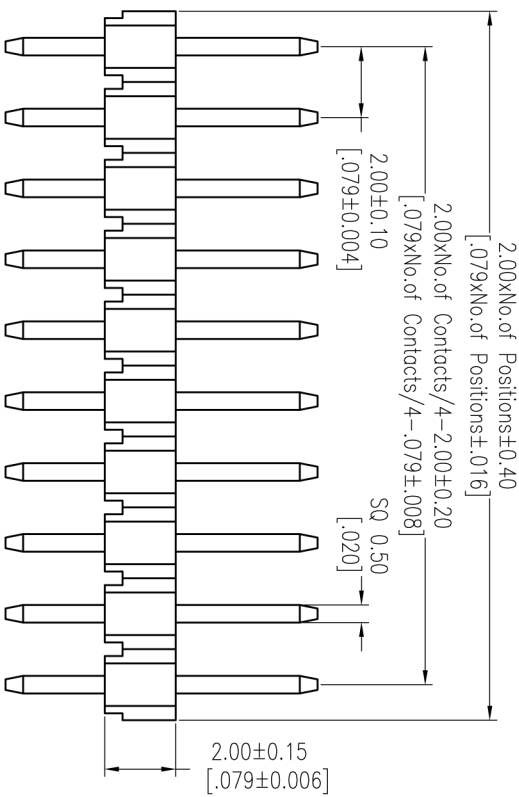 2.00xNo.of Positions±0.40
[.079xNo.of Positions±.016]
2.00xNo.of Contacts/4-2.00±0.20
[.079xNo.of Contacts/4-.079±.008]
2.00±0.10
[.079±0.004]
SQ 0.50
[.020]
2.00±0.15
[.079±0.006]